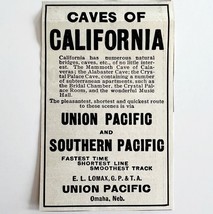 CAVES OF
CALIFORNIA
California has numerous natural
bridges, caves, etc., of no little inter-
est. The Mammoth Cave of Cala-
veras; the Alabaster Cave; the Crys-
tal Palace Cave, containing a number
of subterranean apartments, such as
the Bridal Chamber, the Crystal Pal-
ace Room, and the wonderful Music
Hall.
The pleasantest, shortest and quickest route
to these scenes is via
UNION PACIFIC
AND
SOUTHERN PACIFIC
FASTEST TIME
SHORTEST LINE
SMOOTHEST TRACK
E. L. LOMAX, G. P. & T. A.
UNION PACIFIC
Omaha, Neb.